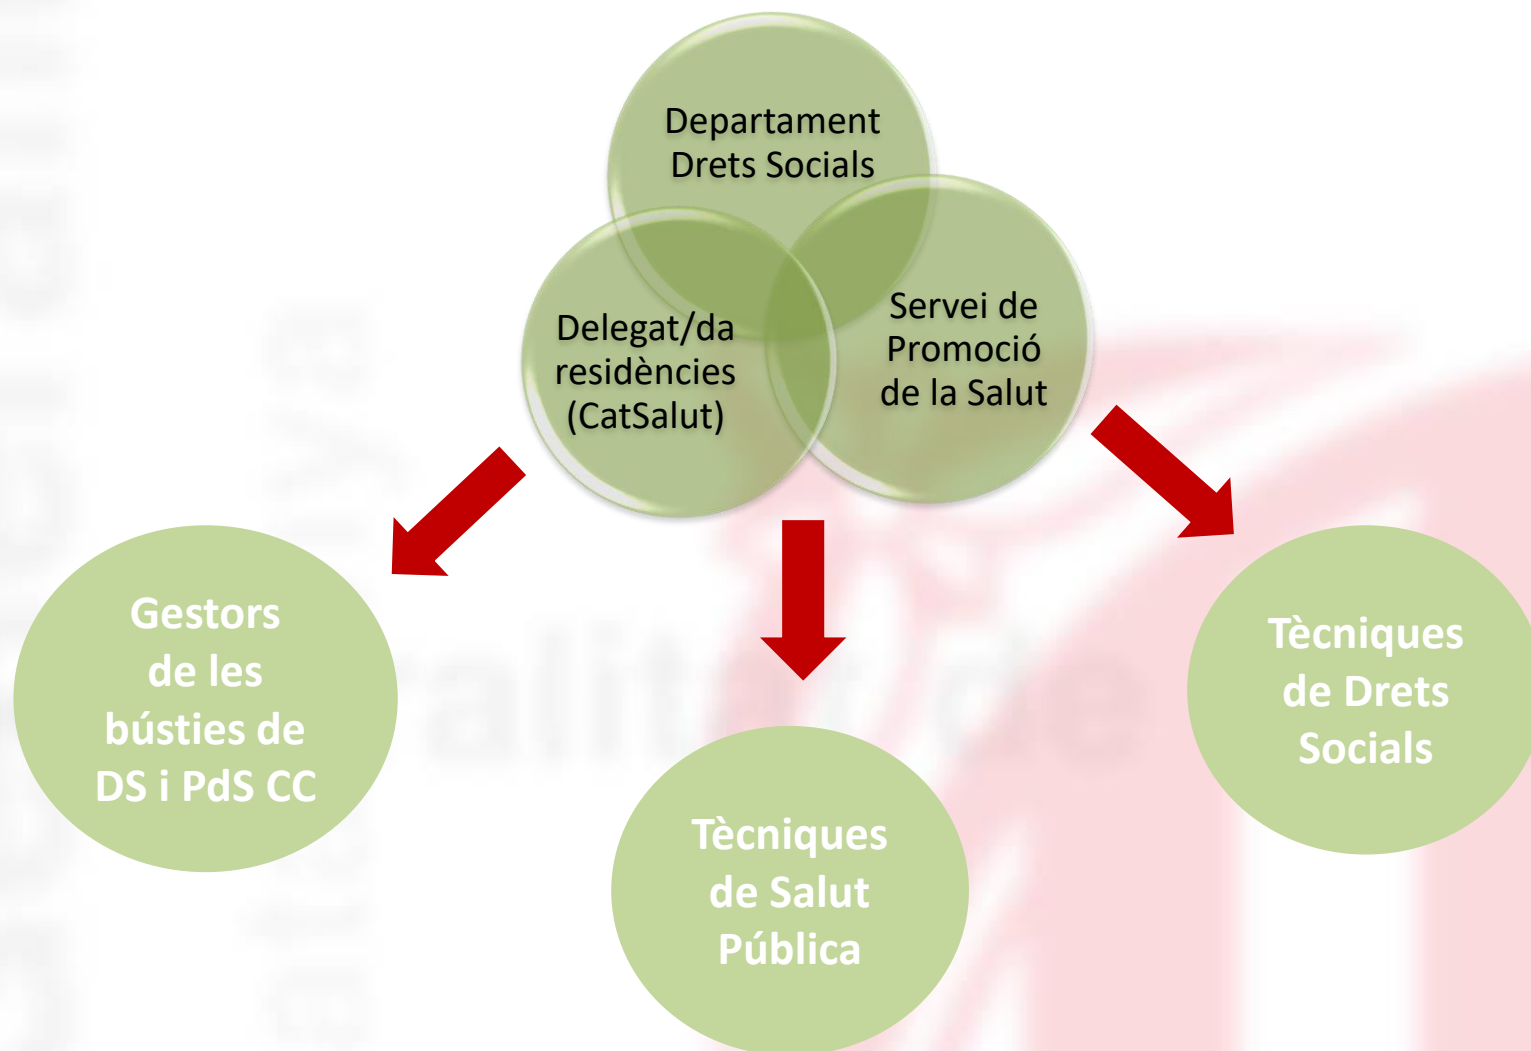 Departament
Drets Socials
Delegat/da
residències
(CatSalut)
Servei de
Promoció
de la Salut
Gestors
de les
bústies de
DS i PdS CC
Tècniques
de Salut
Pública
Tècniques
de Drets
Socials